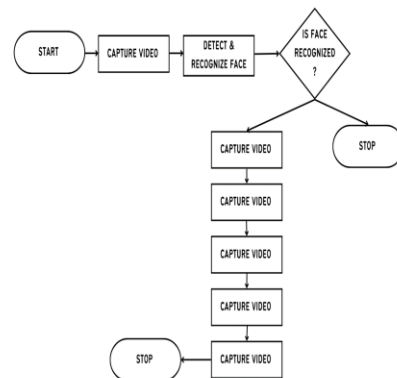 START
CAPTURE VIDEO
DETECT &
RECOGNIZE FACE
IS FACE
RECOGNIZED
?
CAPTURE VIDEO
STOP
CAPTURE VIDEO
CAPTURE VIDEO
CAPTURE VIDEO
STOP
CAPTURE VIDEO